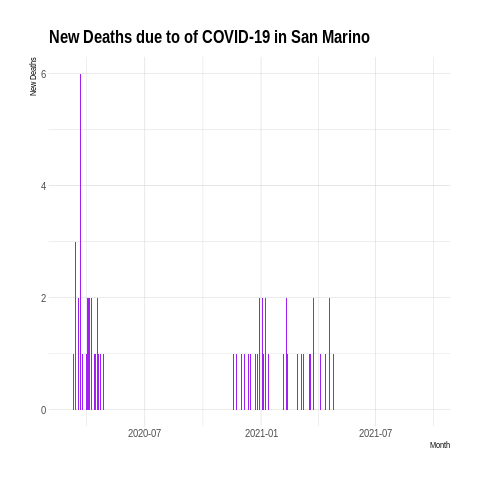 New Deaths due to of COVID-19 in San Marino
New Deaths
6
4
2
0
2020-07 2021-01 2021-07
Month